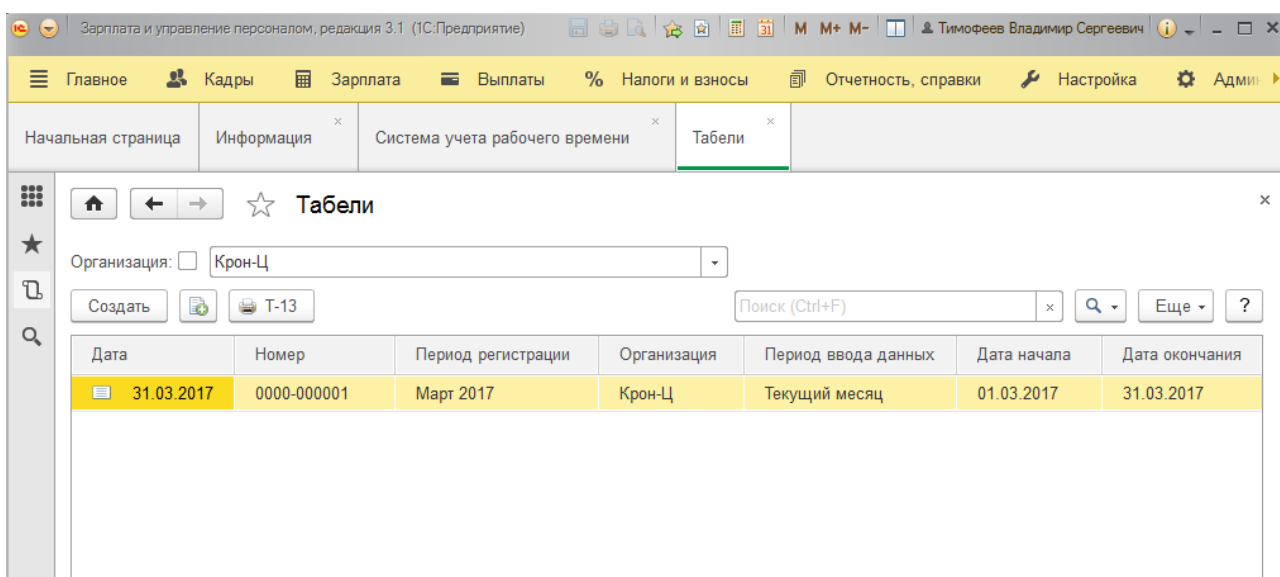 Зарплата и управление персоналом, редакция 3.1 (1С:Предприятие) 31 M M+ M- Тимофеев Владимир Сергеевич
Главное Кадры Зарплата Выплаты % Налоги и взносы Отчетность, справки Настройка Админ
Начальная страница Информация Система учета рабочего времени Табели
Табели
Организация: Крон-Ц
Создать Т-13 Поиск (Ctrl+F) Еще ?
Дата Номер Период регистрации Организация Период ввода данных Дата начала Дата окончания
31.03.2017 0000-000001 Март 2017 Крон-Ц Текущий месяц 01.03.2017 31.03.2017